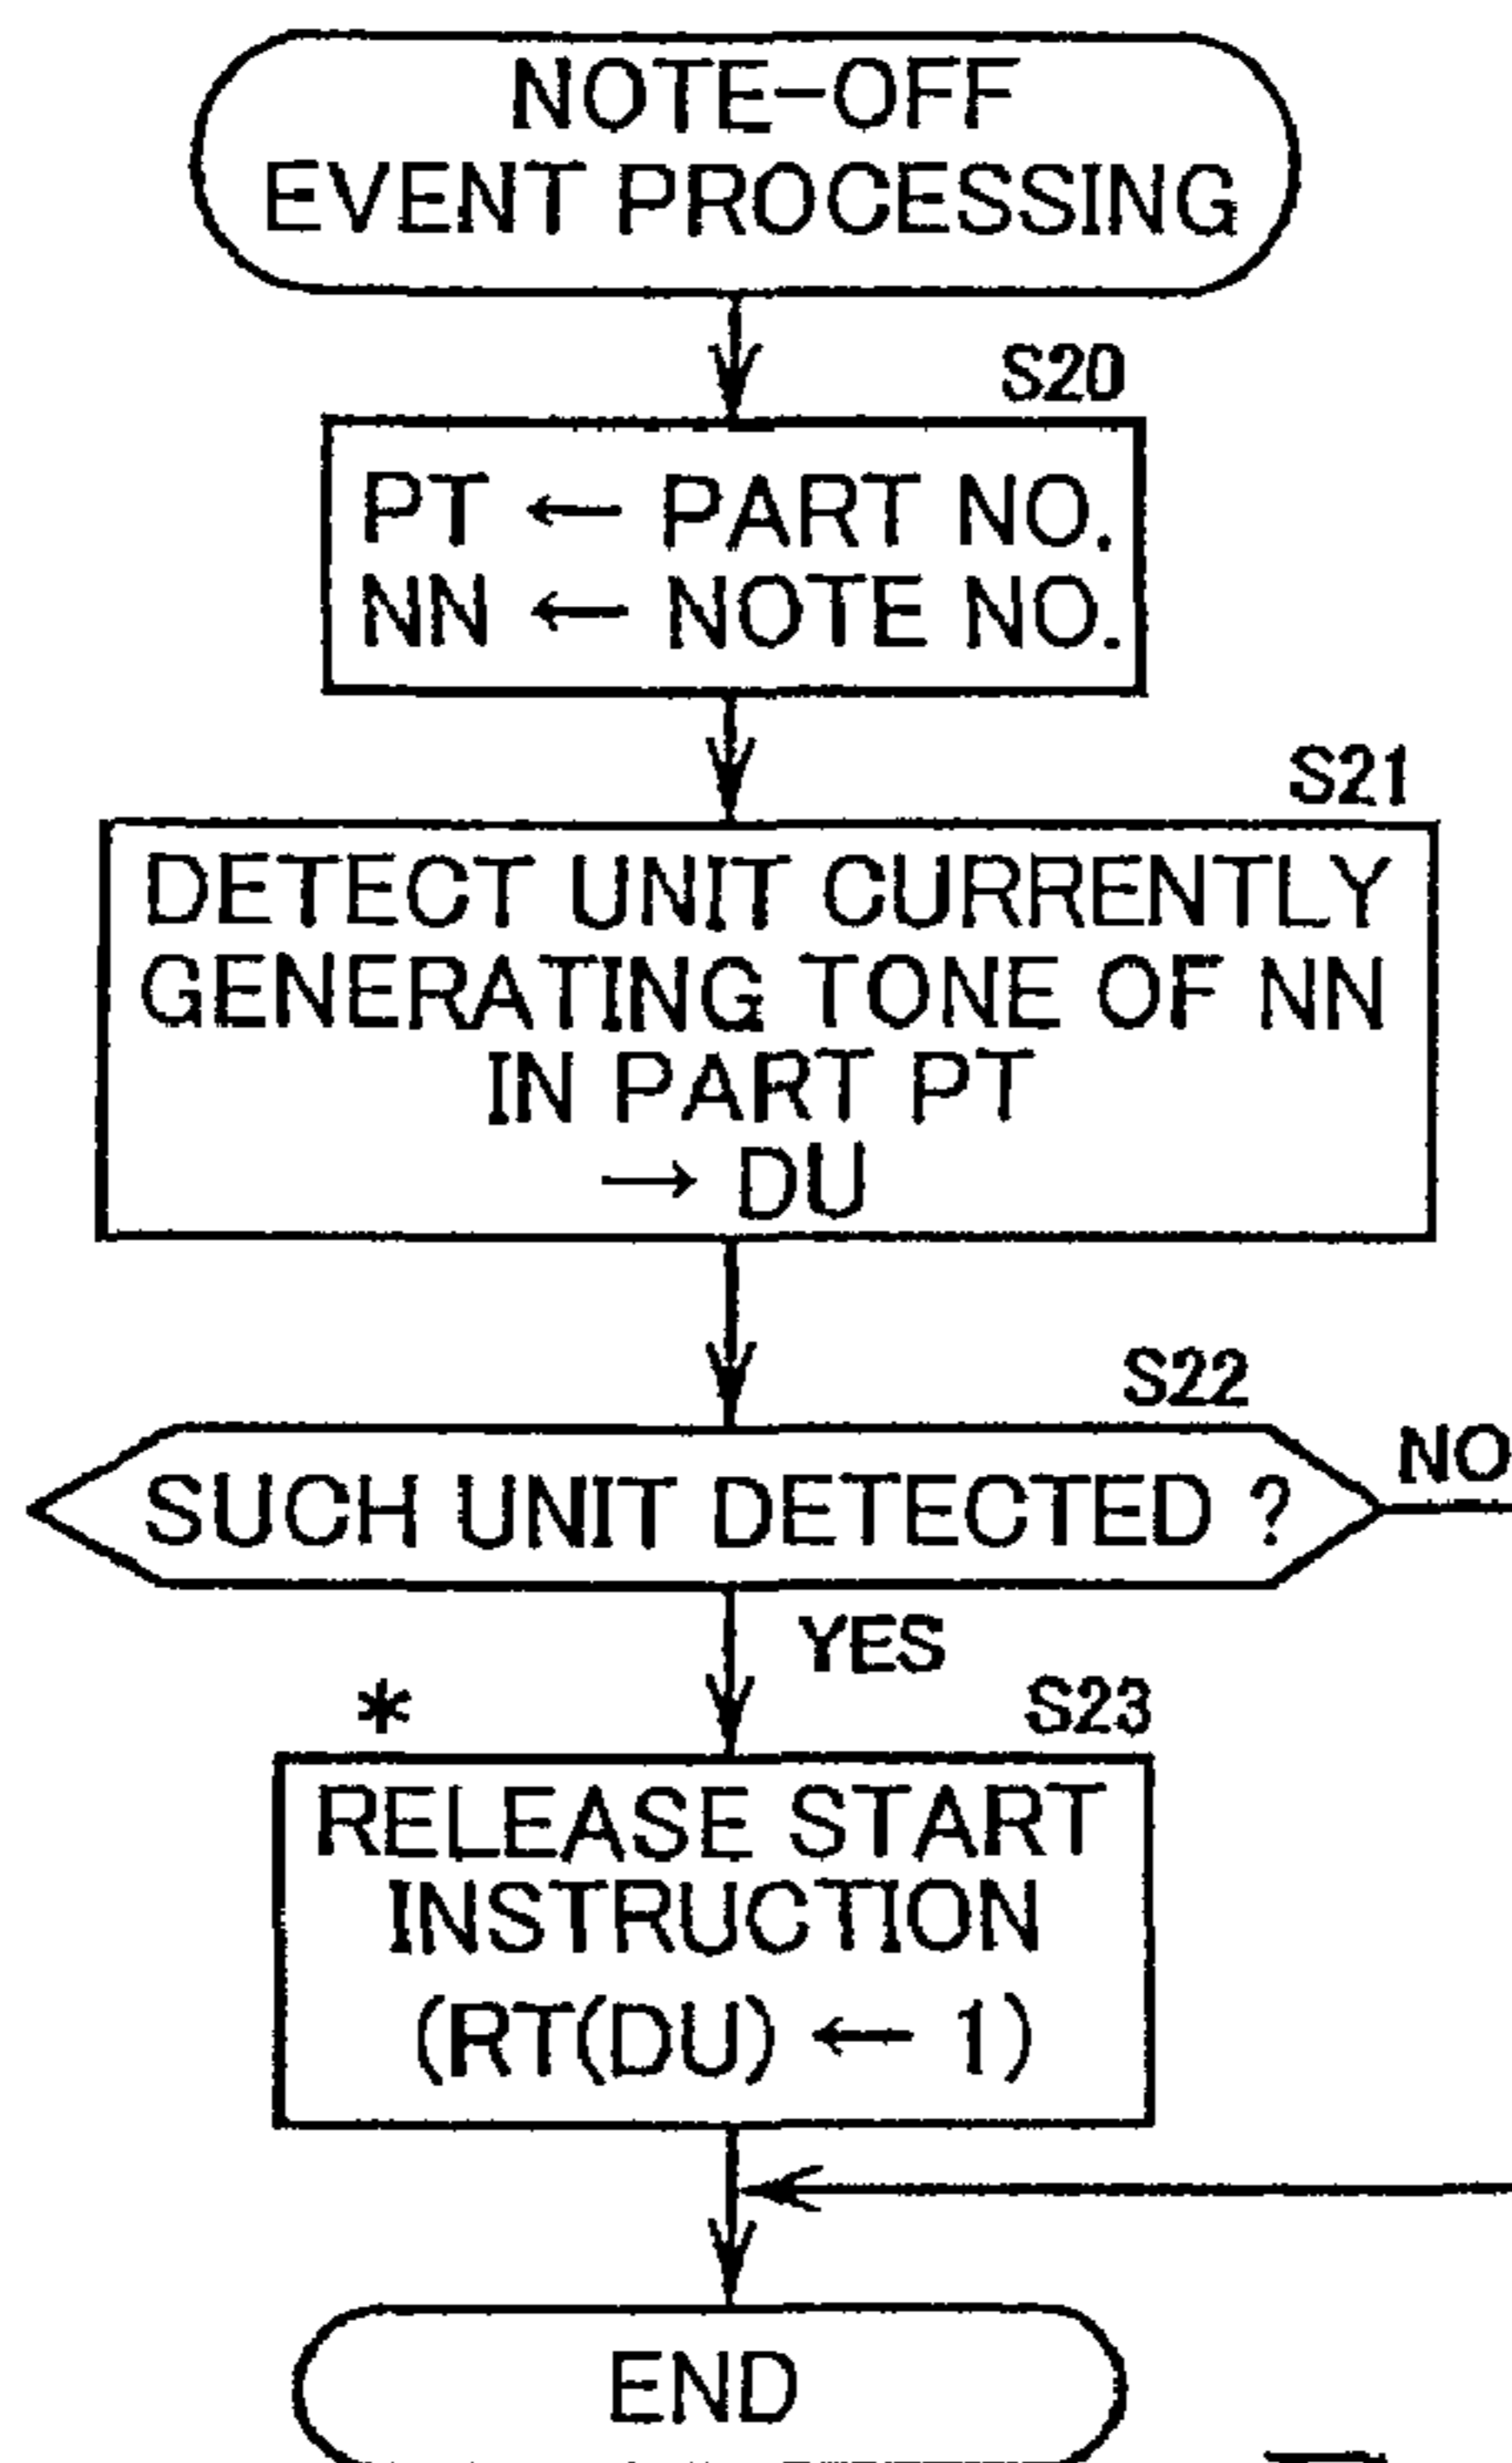 NOTE-OFF
EVENT PROCESSING
S20
PT ← PART NO.
NN ← NOTE NO.
S21
DETECT UNIT CURRENTLY
GENERATING TONE OF NN
IN PART PT
→ DU
S22
SUCH UNIT DETECTED ?
NO
YES
*
S23
RELEASE START
INSTRUCTION
(RT(DU) ← 1)
END